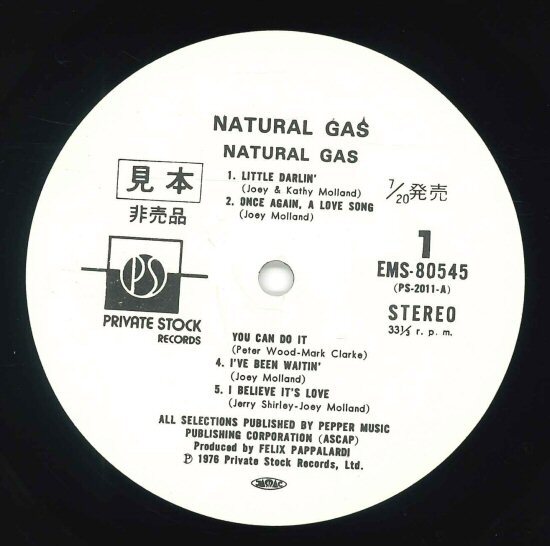 NATURAL GAS
NATURAL GAS
1. LITTLE DARLIN'
(Joey & Kathy Molland)
2. ONCE AGAIN, A LOVE SONG
(Joey Molland)
見本
非売品
7/20発売
1
EMS-80545
(PS-2011-A)
STEREO
33⅓ r. p. m.
PS
PRIVATE STOCK
RECORDS
YOU CAN DO IT
(Peter Wood-Mark Clarke)
4. I'VE BEEN WAITIN'
(Joey Molland)
5. I BELIEVE IT'S LOVE
(Jerry Shirley-Joey Molland)
ALL SELECTIONS PUBLISHED BY PEPPER MUSIC
PUBLISHING CORPORATION (ASCAP)
Produced by FELIX PAPPALARDI
℗ 1976 Private Stock Records, Ltd.
JASRAC